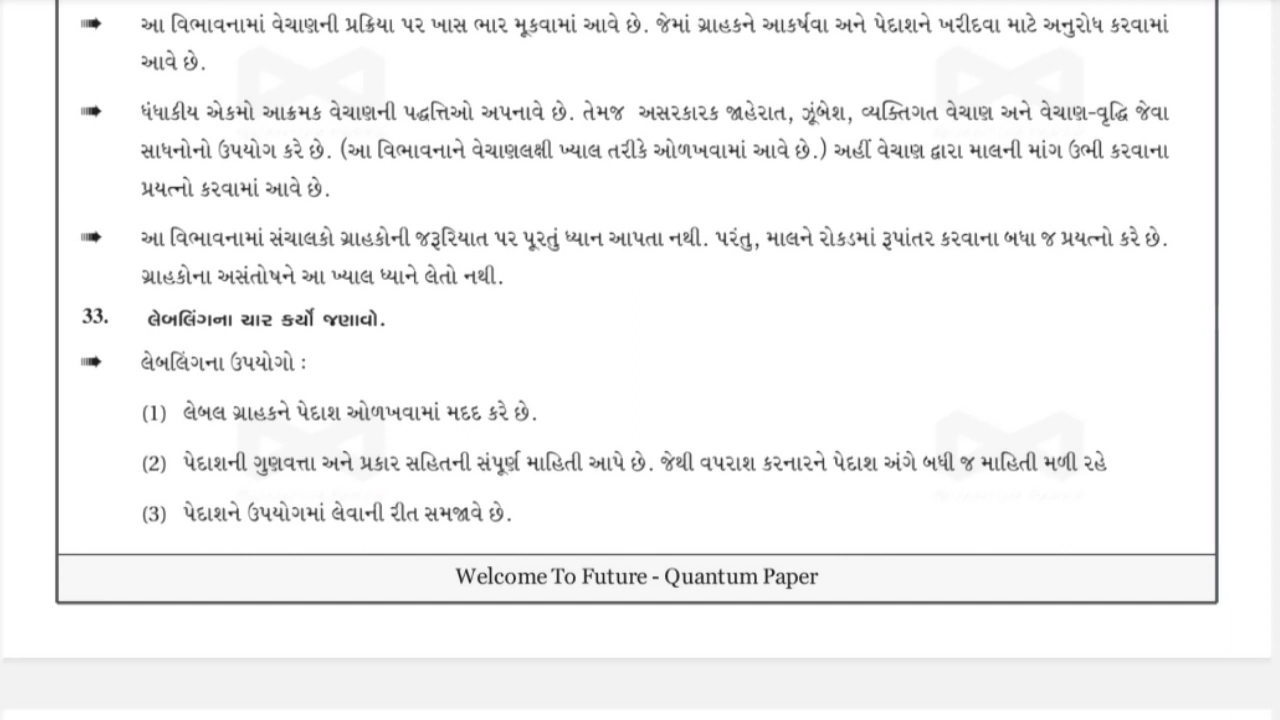 આ વિભાવનામાં વેચાણની પ્રક્રિયા પર ખાસ ભાર મૂકવામાં આવે છે. જેમાં ગ્રાહકને આકર્ષવા અને પેદાશને ખરીદવા માટે અનુરોધ કરવામાં
આવે છે.
ધંધાકીય એકમો આક્રમક વેચાણની પદ્ધત્તિઓ અપનાવે છે. તેમજ અસરકારક જાહેરાત, ઝૂંબેશ, વ્યક્તિગત વેચાણ અને વેચાણ-વૃદ્ધિ જેવા
સાધનોનો ઉપયોગ કરે છે. (આ વિભાવનાને વેચાણલક્ષી ખ્યાલ તરીકે ઓળખવામાં આવે છે.) અહીં વેચાણ દ્વારા માલની માંગ ઉભી કરવાના
પ્રયત્નો કરવામાં આવે છે.
આ વિભાવનામાં સંચાલકો ગ્રાહકોની જરૂરિયાત પર પૂરતું ધ્યાન આપતા નથી. પરંતુ, માલને રોકડમાં રૂપાંતર કરવાના બધા જ પ્રયત્નો કરે છે.
ગ્રાહકોના અસંતોષને આ ખ્યાલ ધ્યાને લેતો નથી.
33. લેબલિંગના ચાર કર્યો જણાવો.
લેબલિંગના ઉપયોગો :
(1) લેબલ ગ્રાહકને પેદાશ ઓળખવામાં મદદ કરે છે.
(2) પેદાશની ગુણવત્તા અને પ્રકાર સહિતની સંપૂર્ણ માહિતી આપે છે. જેથી વપરાશ કરનારને પેદાશ અંગે બધી જ માહિતી મળી રહે
(3) પેદાશને ઉપયોગમાં લેવાની રીત સમજાવે છે.
Welcome To Future - Quantum Paper